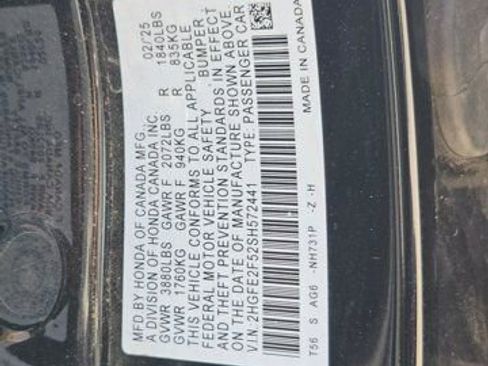 MFD BY HONDA OF CANADA MFG. 02/25
A DIVISION OF HONDA CANADA INC.
GVWR 3880LBS GAWR F 2072LBS R 1840LBS
GVWR 1760KG GAWR F 940KG R 835KG
THIS VEHICLE CONFORMS TO ALL APPLICABLE
FEDERAL MOTOR VEHICLE SAFETY BUMPER
AND THEFT PREVENTION STANDARDS IN EFFECT
ON THE DATE OF MANUFACTURE SHOWN ABOVE.
V.I.N. 2HGFE2F52SH572441 TYPE: PASSENGER CAR
T56 S AG6 -NH731P -Z -H MADE IN CANADA